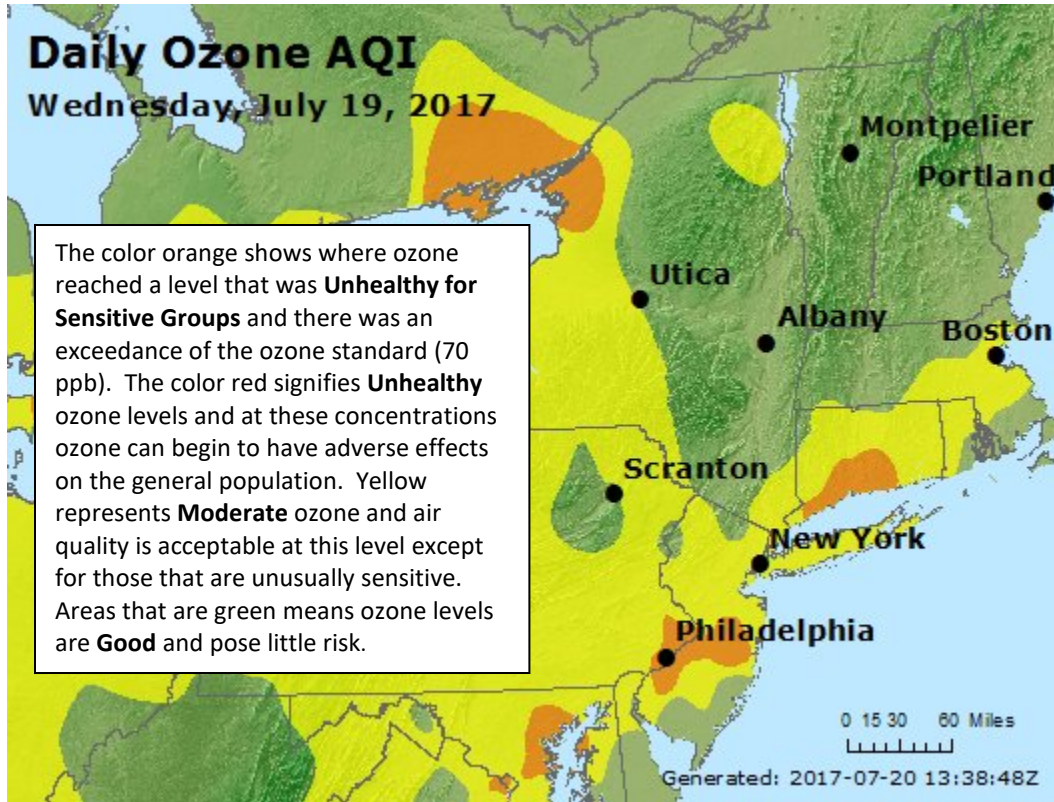 Daily Ozone AQI
Wednesday, July 19, 2017
Montpelier
Portland
The color orange shows where ozone
reached a level that was Unhealthy for
Sensitive Groups and there was an
exceedance of the ozone standard (70
ppb).  The color red signifies Unhealthy
ozone levels and at these concentrations
ozone can begin to have adverse effects
on the general population.  Yellow
represents Moderate ozone and air
quality is acceptable at this level except
for those that are unusually sensitive.
Areas that are green means ozone levels
are Good and pose little risk.
Utica
Albany
Boston
Scranton
New York
Philadelphia
0 15 30 60 Miles
Generated: 2017-07-20 13:38:48Z